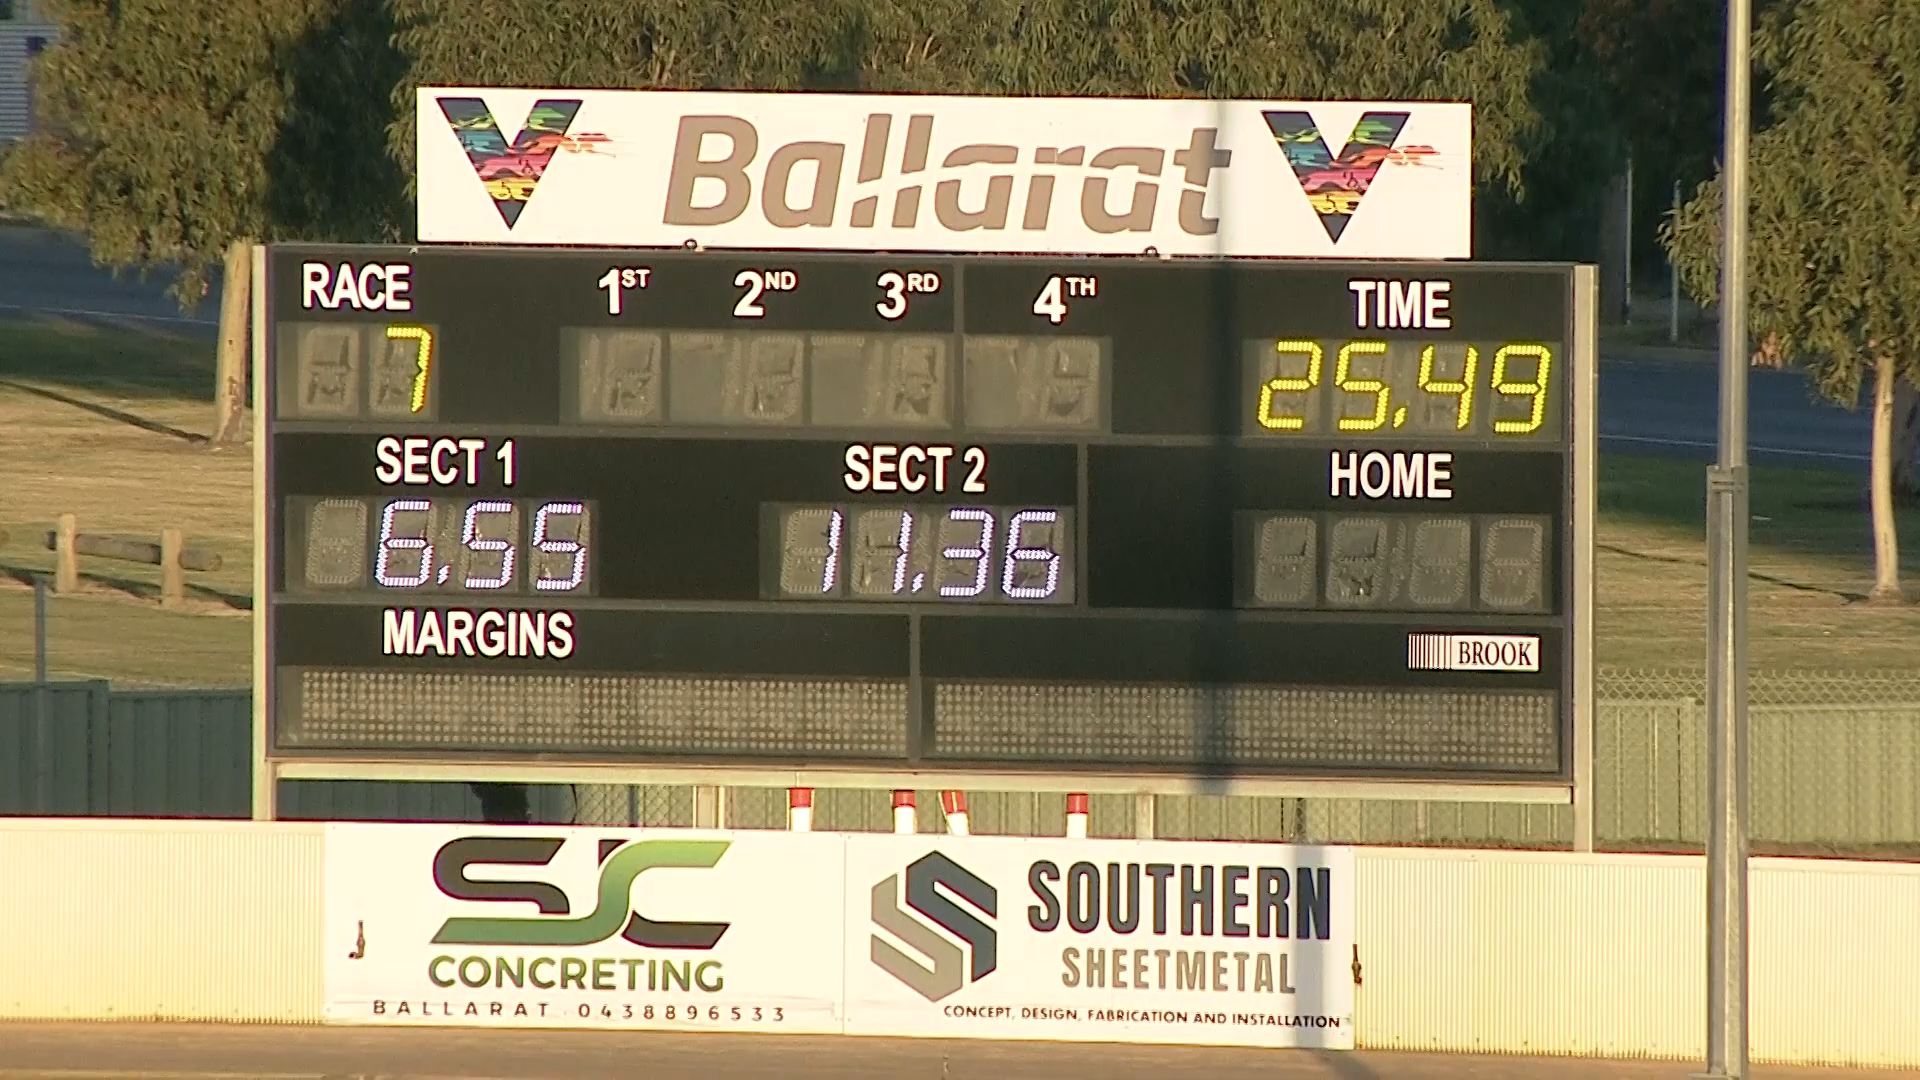 Ballarat
RACE 1ST 2ND 3RD 4TH TIME
7 25.49
SECT 1 SECT 2 HOME
6.55 11.36
MARGINS
BROOK
SJC
CONCRETING
BALLARAT 0438896533
SOUTHERN
SHEETMETAL
CONCEPT, DESIGN, FABRICATION AND INSTALLATION